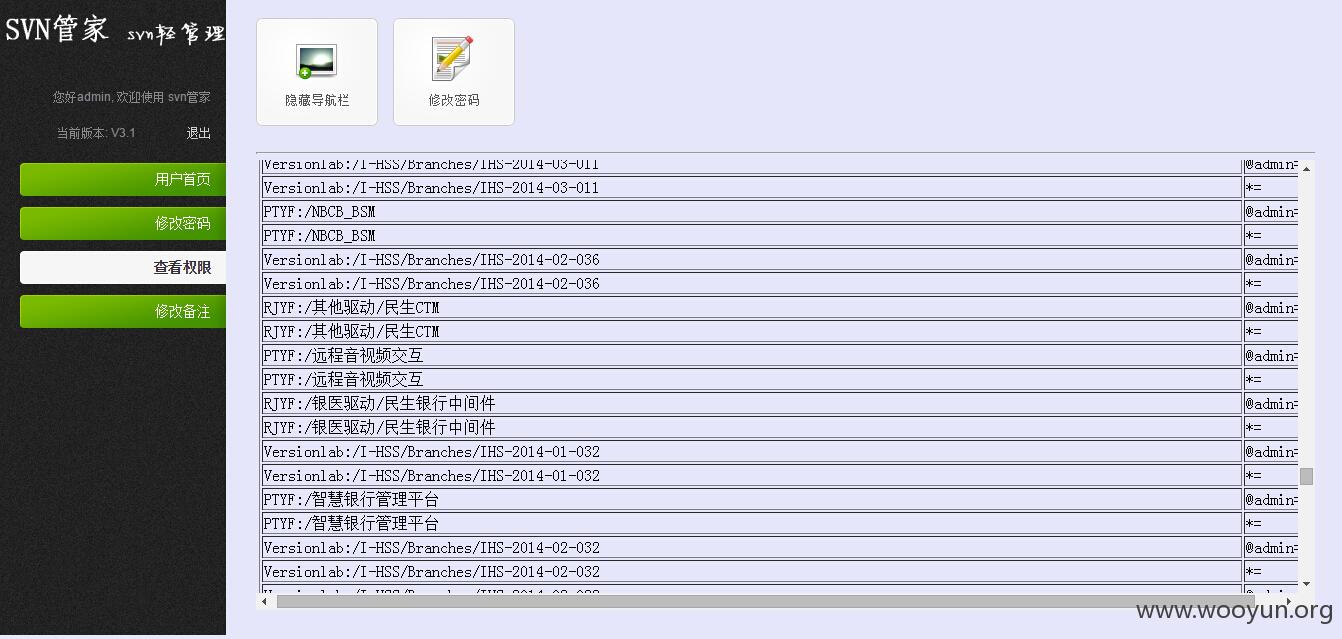 SVN管家 svn轻管理
您好admin, 欢迎使用 svn管家
当前版本: V3.1 退出
用户首页
修改密码
查看权限
修改备注
隐藏导航栏
修改密码
Versionlab:/I-HSS/Branches/IHS-2014-03-011 @admin=
Versionlab:/I-HSS/Branches/IHS-2014-03-011 *=
PTYF:/NBCB_BSM @admin=
PTYF:/NBCB_BSM *=
Versionlab:/I-HSS/Branches/IHS-2014-02-036 @admin=
Versionlab:/I-HSS/Branches/IHS-2014-02-036 *=
RJYF:/其他驱动/民生CTM @admin=
RJYF:/其他驱动/民生CTM *=
PTYF:/远程音视频交互 @admin=
PTYF:/远程音视频交互 *=
RJYF:/银医驱动/民生银行中间件 @admin=
RJYF:/银医驱动/民生银行中间件 *=
Versionlab:/I-HSS/Branches/IHS-2014-01-032 @admin=
Versionlab:/I-HSS/Branches/IHS-2014-01-032 *=
PTYF:/智慧银行管理平台 @admin=
PTYF:/智慧银行管理平台 *=
Versionlab:/I-HSS/Branches/IHS-2014-02-032 @admin=
Versionlab:/I-HSS/Branches/IHS-2014-02-032 *=
www.wooyun.org